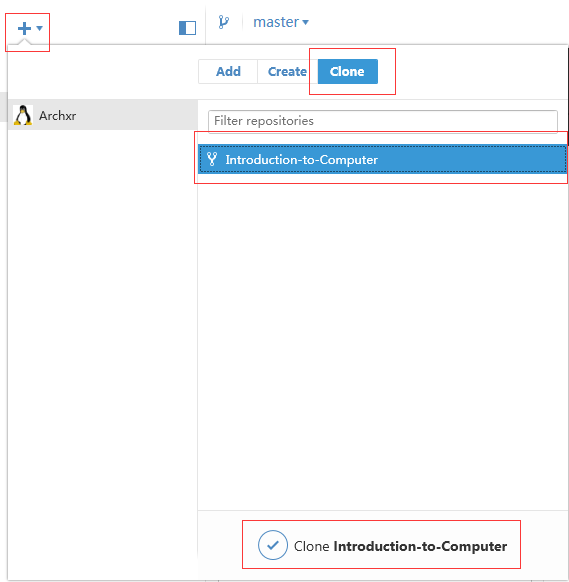 master
Add Create Clone
Archxr
Filter repositories
Introduction-to-Computer
Clone Introduction-to-Computer